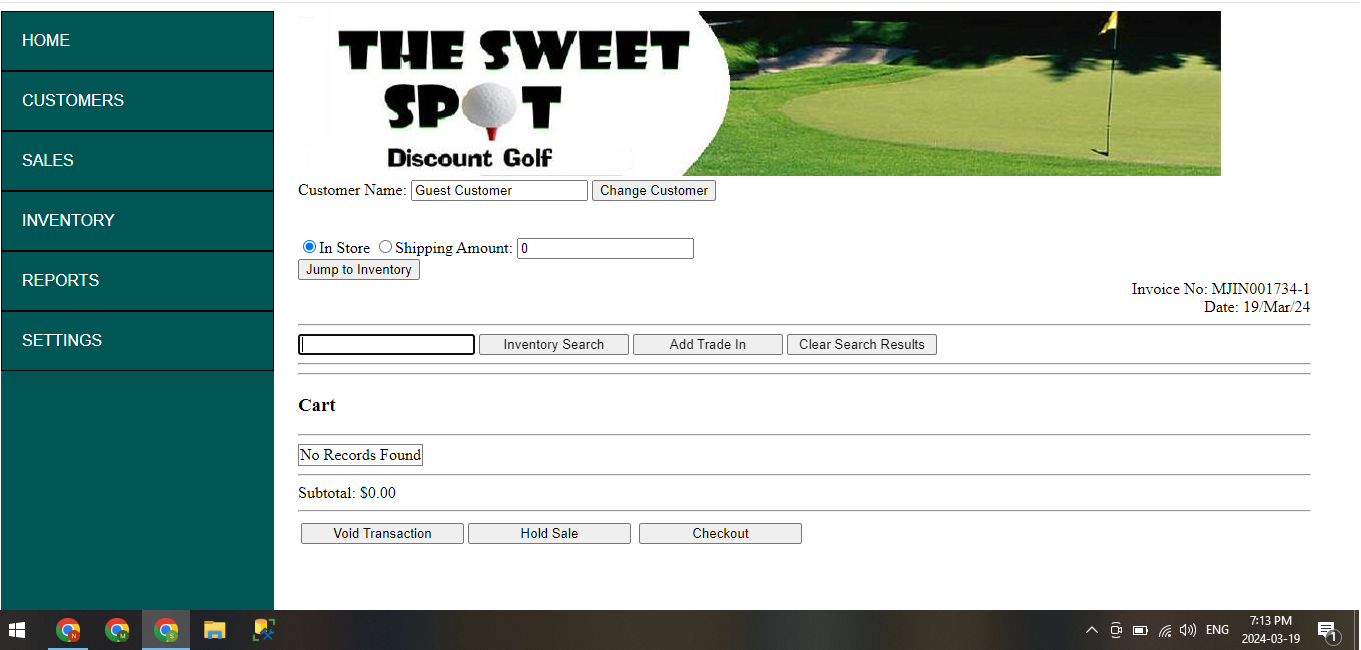 HOME
CUSTOMERS
SALES
INVENTORY
REPORTS
SETTINGS
THE SWEET
SPOT
Discount Golf
Customer Name: Guest Customer Change Customer
In Store Shipping Amount: 0
Jump to Inventory
Invoice No: MJIN001734-1
Date: 19/Mar/24
Inventory Search Add Trade In Clear Search Results
Cart
No Records Found
Subtotal: $0.00
Void Transaction Hold Sale Checkout
N M S ENG 7:13 PM
2024-03-19 1